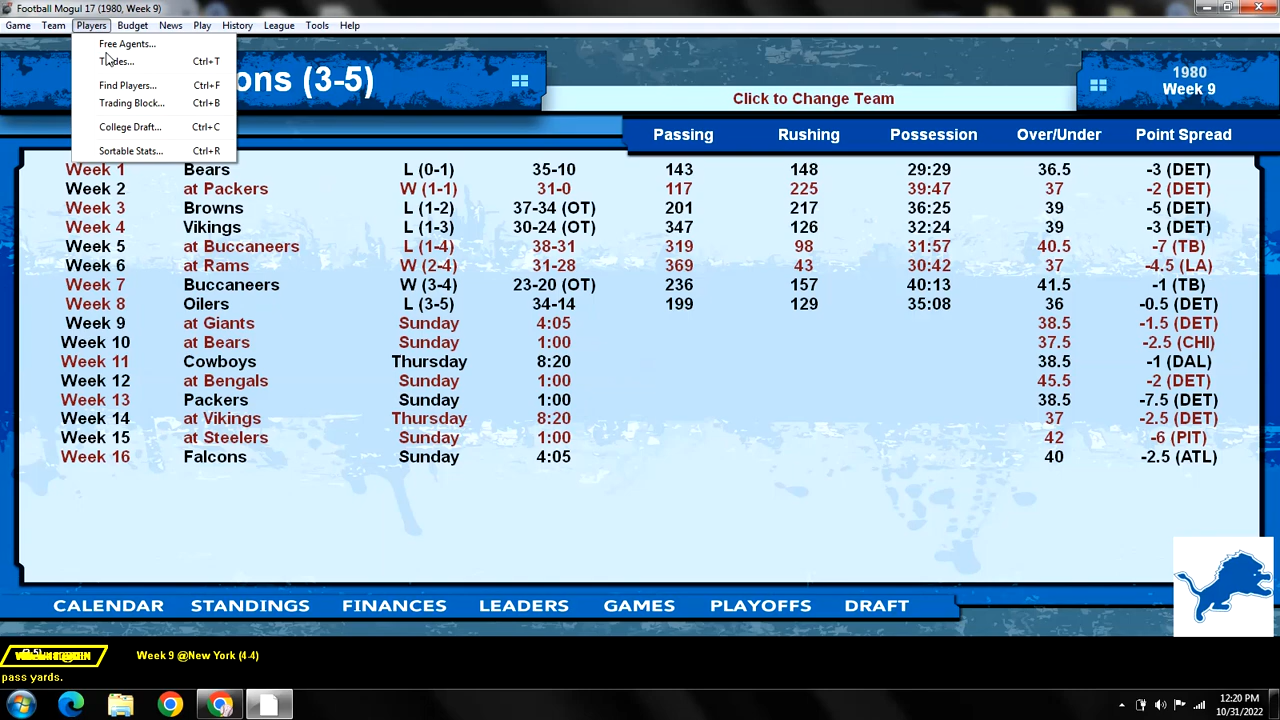 Football Mogul 17 (1980, Week 9)
Game Team Players Budget News Play History League Tools Help
Free Agents...
Trades... Ctrl+T
Find Players... Ctrl+F
Trading Block... Ctrl+B
College Draft... Ctrl+C
Sortable Stats... Ctrl+R
ons (3-5)
Click to Change Team
1980
Week 9
Passing Rushing Possession Over/Under Point Spread
Week 1 Bears L (0-1) 35-10 143 148 29:29 36.5 -3 (DET)
Week 2 at Packers W (1-1) 31-0 117 225 39:47 37 -2 (DET)
Week 3 Browns L (1-2) 37-34 (OT) 201 217 36:25 39 -5 (DET)
Week 4 Vikings L (1-3) 30-24 (OT) 347 126 32:24 39 -3 (DET)
Week 5 at Buccaneers L (1-4) 38-31 319 98 31:57 40.5 -7 (TB)
Week 6 at Rams W (2-4) 31-28 369 43 30:42 37 -4.5 (LA)
Week 7 Buccaneers W (3-4) 23-20 (OT) 236 157 40:13 41.5 -1 (TB)
Week 8 Oilers L (3-5) 34-14 199 129 35:08 36 -0.5 (DET)
Week 9 at Giants Sunday 4:05 38.5 -1.5 (DET)
Week 10 at Bears Sunday 1:00 37.5 -2.5 (CHI)
Week 11 Cowboys Thursday 8:20 38.5 -1 (DAL)
Week 12 at Bengals Sunday 1:00 45.5 -2 (DET)
Week 13 Packers Sunday 1:00 38.5 -7.5 (DET)
Week 14 at Vikings Thursday 8:20 37 -2.5 (DET)
Week 15 at Steelers Sunday 1:00 42 -6 (PIT)
Week 16 Falcons Sunday 4:05 40 -2.5 (ATL)
CALENDAR STANDINGS FINANCES LEADERS GAMES PLAYOFFS DRAFT
Week 9 @New York (4-4)
pass yards.
12:20 PM
10/31/2022